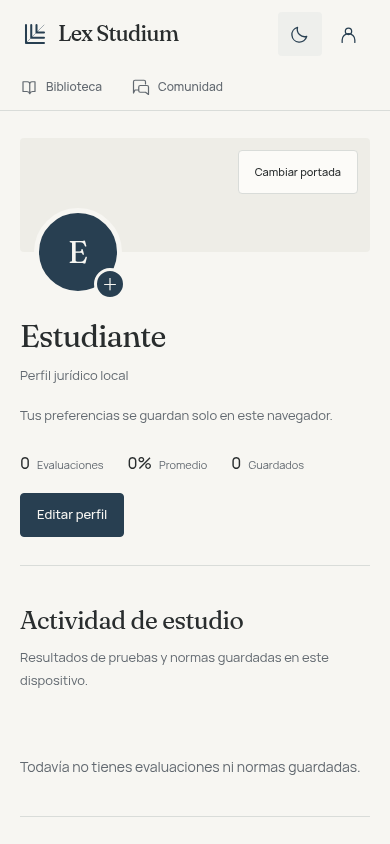 Lex Studium
Biblioteca
Comunidad
Cambiar portada
E
Estudiante
Perfil jurídico local
Tus preferencias se guardan solo en este navegador.
0 Evaluaciones 0% Promedio 0 Guardados
Editar perfil
Actividad de estudio
Resultados de pruebas y normas guardadas en este
dispositivo.
Todavía no tienes evaluaciones ni normas guardadas.